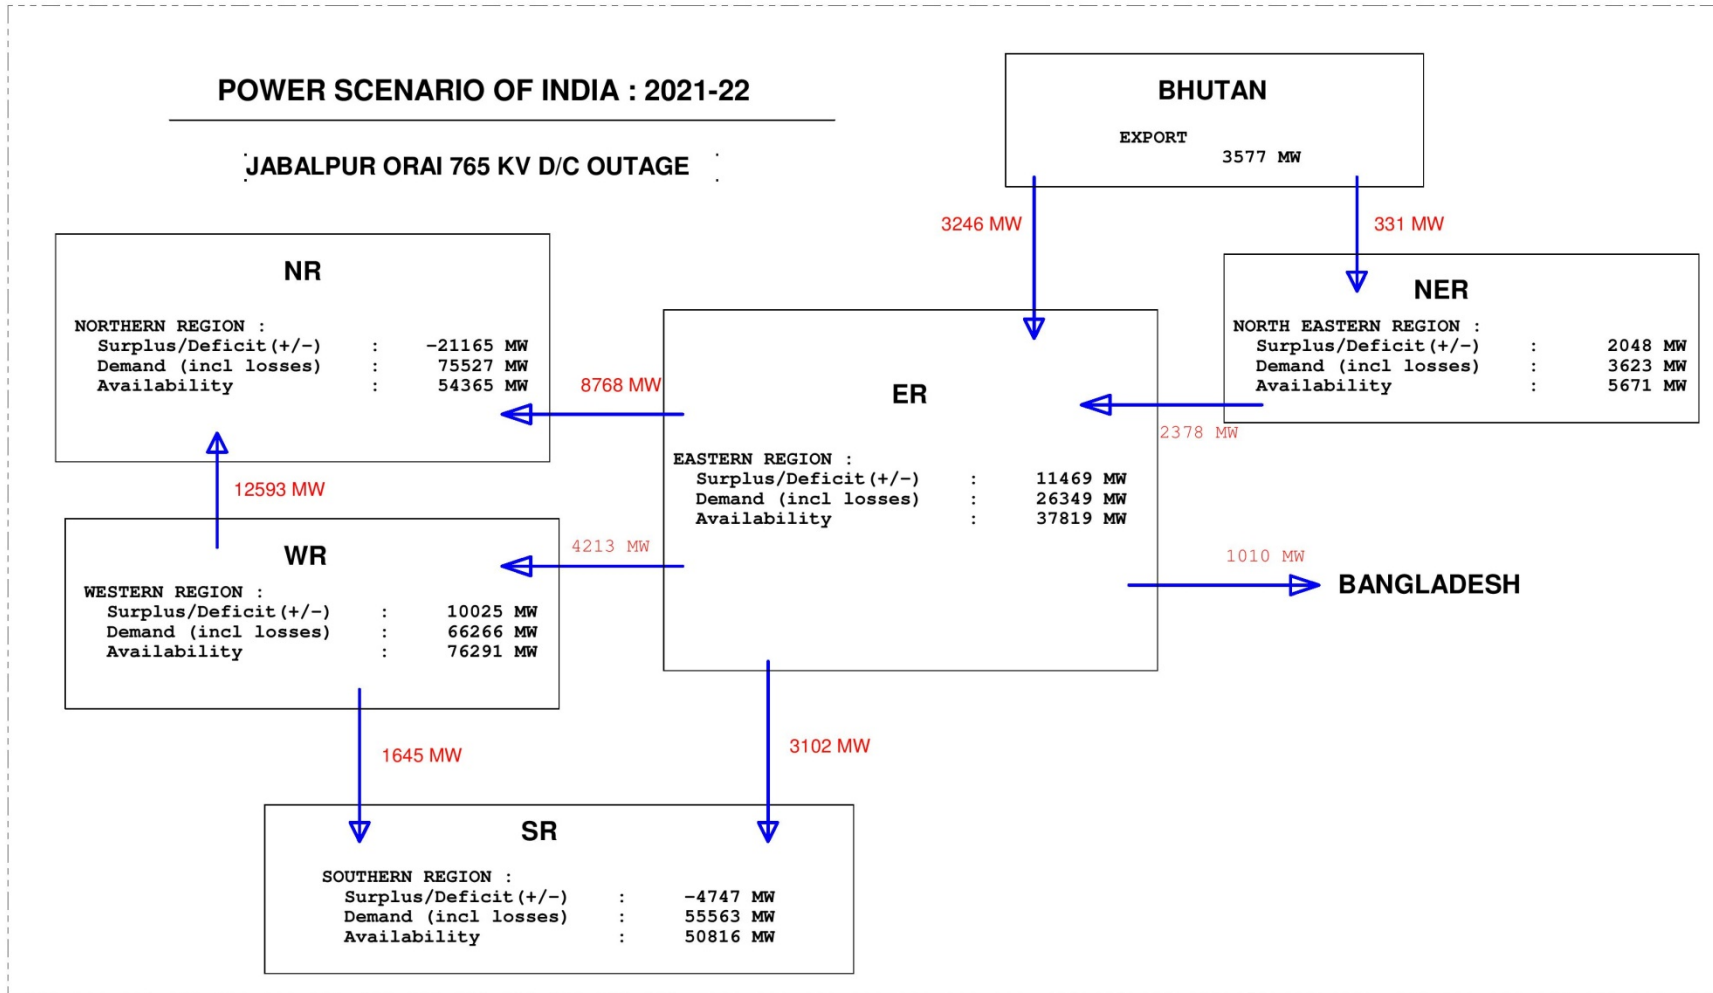 POWER SCENARIO OF INDIA : 2021-22
JABALPUR ORAI 765 KV D/C OUTAGE
BHUTAN
EXPORT
3577 MW
3246 MW
331 MW
NR
NORTHERN REGION :
Surplus/Deficit(+/-) : -21165 MW
Demand (incl losses) : 75527 MW
Availability : 54365 MW
NER
NORTH EASTERN REGION :
Surplus/Deficit(+/-) : 2048 MW
Demand (incl losses) : 3623 MW
Availability : 5671 MW
8768 MW
2378 MW
ER
EASTERN REGION :
Surplus/Deficit(+/-) : 11469 MW
Demand (incl losses) : 26349 MW
Availability : 37819 MW
12593 MW
4213 MW
1010 MW
BANGLADESH
WR
WESTERN REGION :
Surplus/Deficit(+/-) : 10025 MW
Demand (incl losses) : 66266 MW
Availability : 76291 MW
1645 MW
3102 MW
SR
SOUTHERN REGION :
Surplus/Deficit(+/-) : -4747 MW
Demand (incl losses) : 55563 MW
Availability : 50816 MW